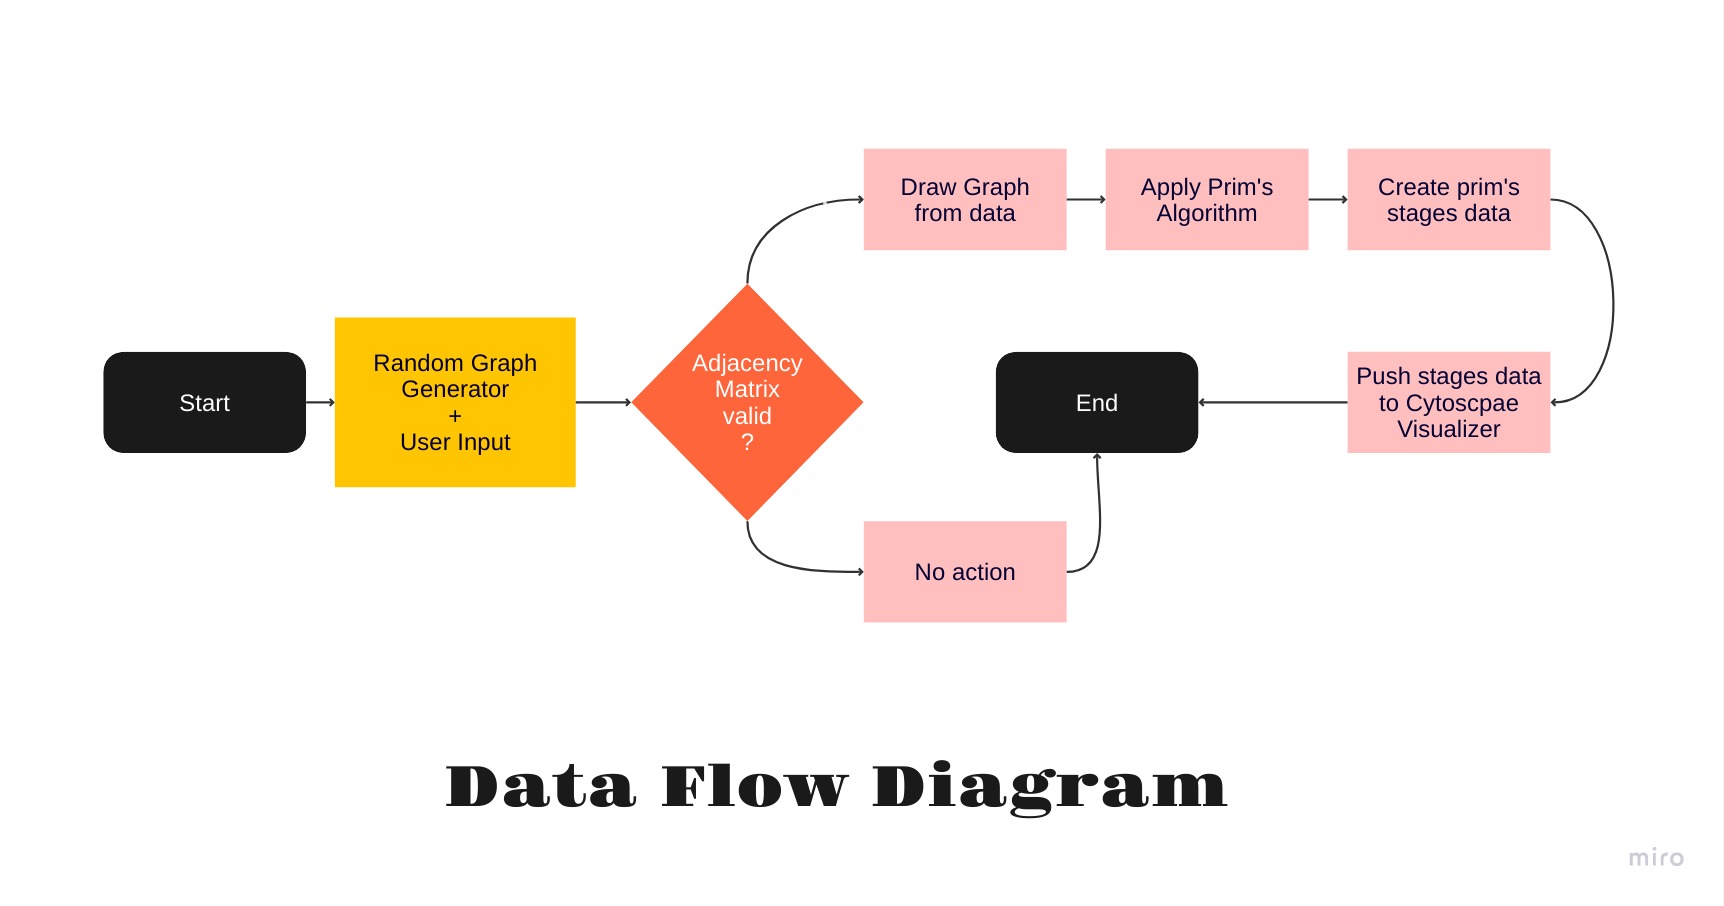 Draw Graph
from data
Apply Prim's
Algorithm
Create prim's
stages data
Start
Random Graph
Generator
+
User Input
Adjacency
Matrix
valid
?
End
Push stages data
to Cytoscpae
Visualizer
No action
Data Flow Diagram
miro